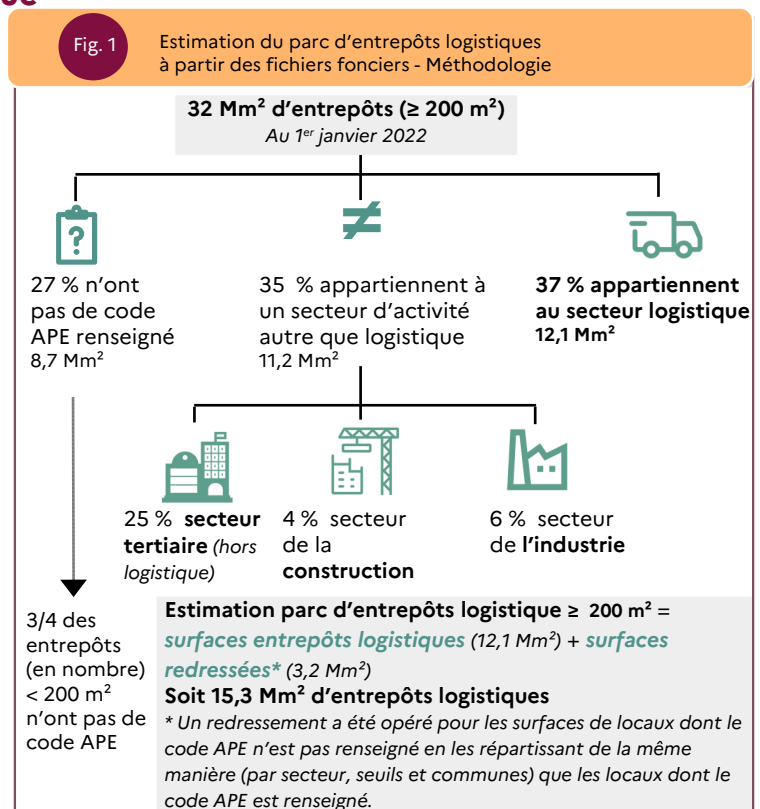 Fig. 1
Estimation du parc d'entrepôts logistiques
à partir des fichiers fonciers - Méthodologie
32 Mm² d'entrepôts (≥ 200 m²)
Au 1er janvier 2022
?
≠
27 % n'ont
pas de code
APE renseigné
8,7 Mm²
35 % appartiennent à
un secteur d'activité
autre que logistique
11,2 Mm²
37 % appartiennent
au secteur logistique
12,1 Mm²
25 % secteur
tertiaire (hors
logistique)
4 % secteur
de la
construction
6 % secteur
de l'industrie
3/4 des
entrepôts
(en nombre)
< 200 m²
n'ont pas de
code APE
Estimation parc d'entrepôts logistique ≥ 200 m² =
surfaces entrepôts logistiques (12,1 Mm²) + surfaces
redressées* (3,2 Mm²)
Soit 15,3 Mm² d'entrepôts logistiques
* Un redressement a été opéré pour les surfaces de locaux dont le
code APE n'est pas renseigné en les répartissant de la même
manière (par secteur, seuils et communes) que les locaux dont le
code APE est renseigné.